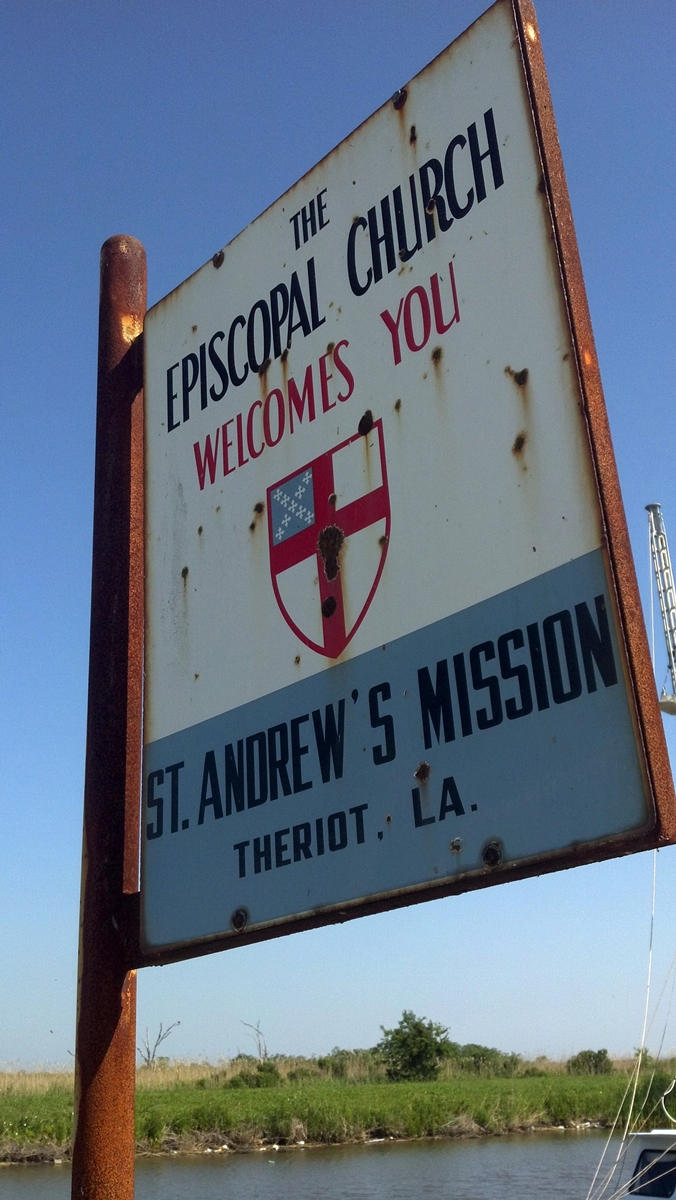 THE
EPISCOPAL CHURCH
WELCOMES YOU
ST. ANDREW'S MISSION
THERIOT, LA.